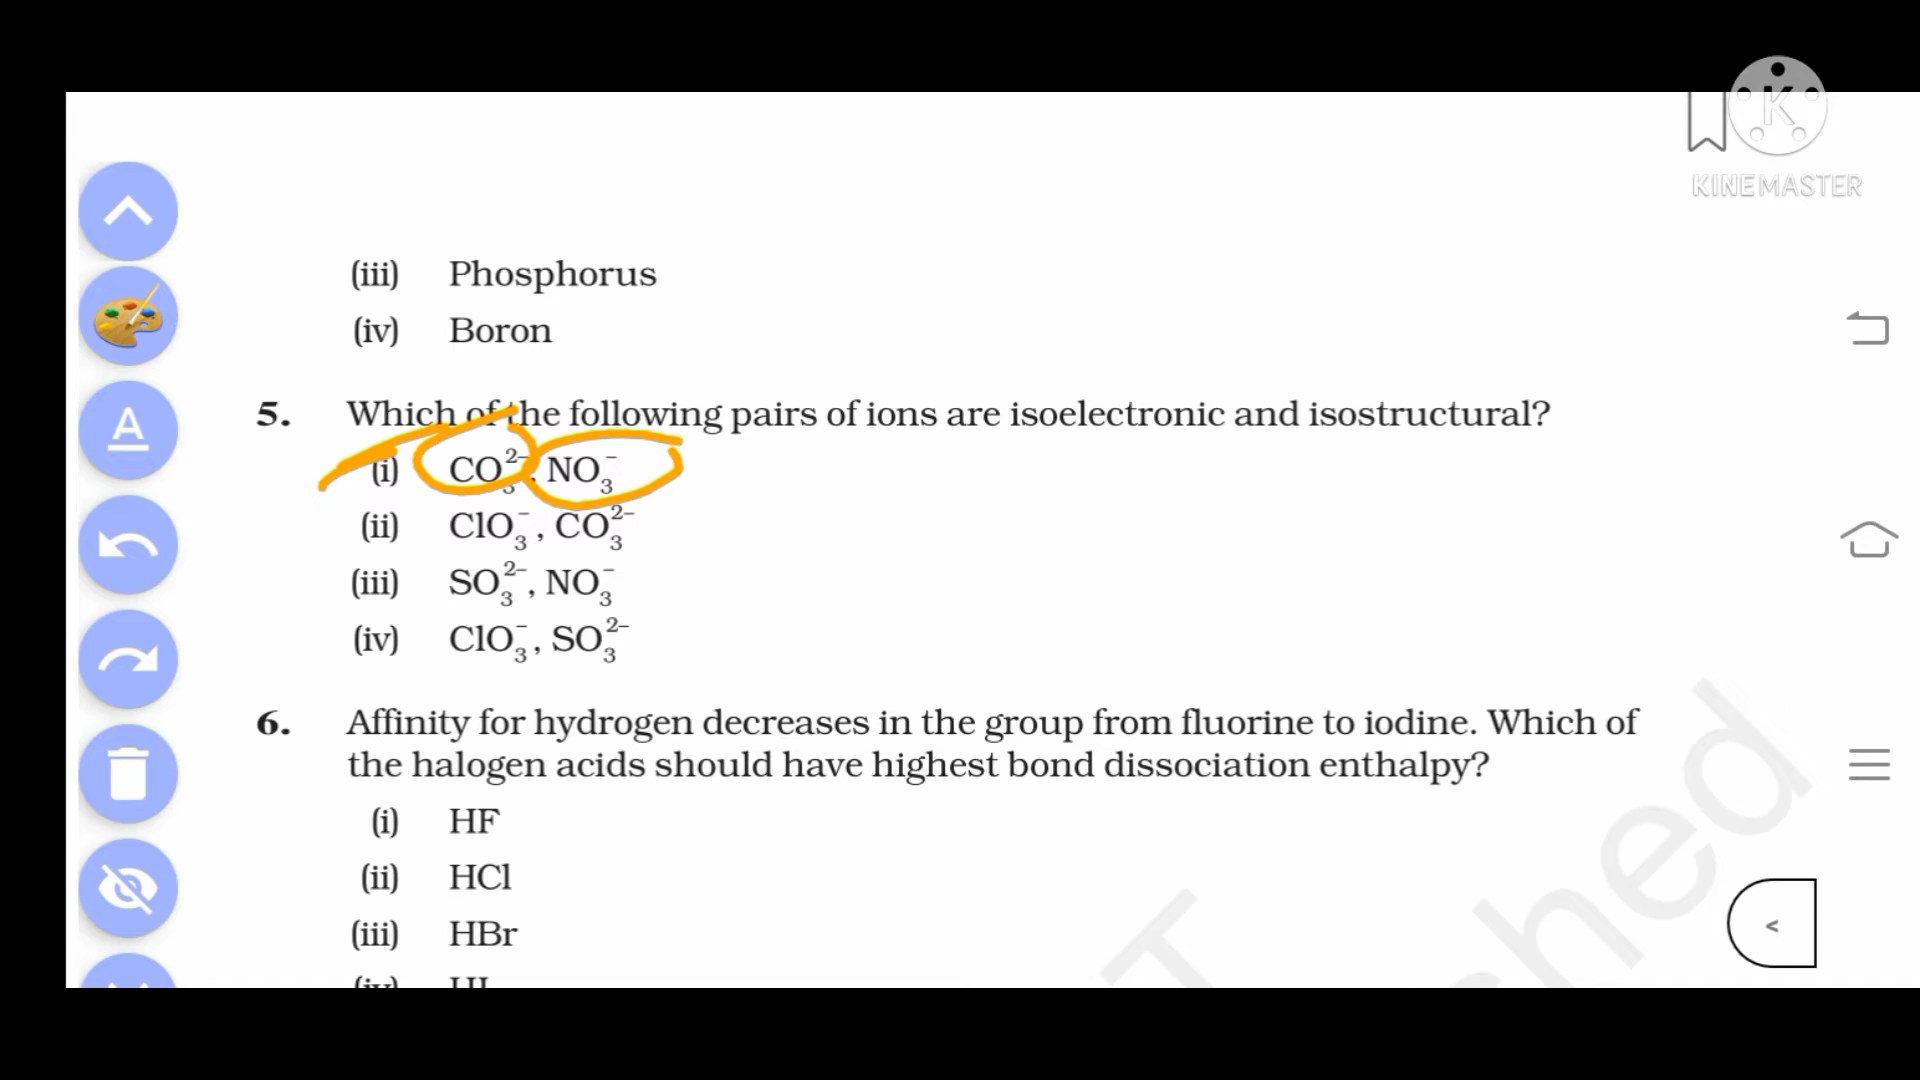 KINEMASTER
(iii) Phosphorus
(iv) Boron
5. Which of the following pairs of ions are isoelectronic and isostructural?
(i) CO₃²⁻, NO₃⁻
(ii) ClO₃⁻, CO₃²⁻
(iii) SO₃²⁻, NO₃⁻
(iv) ClO₃⁻, SO₃²⁻
6. Affinity for hydrogen decreases in the group from fluorine to iodine. Which of
the halogen acids should have highest bond dissociation enthalpy?
(i) HF
(ii) HCl
(iii) HBr